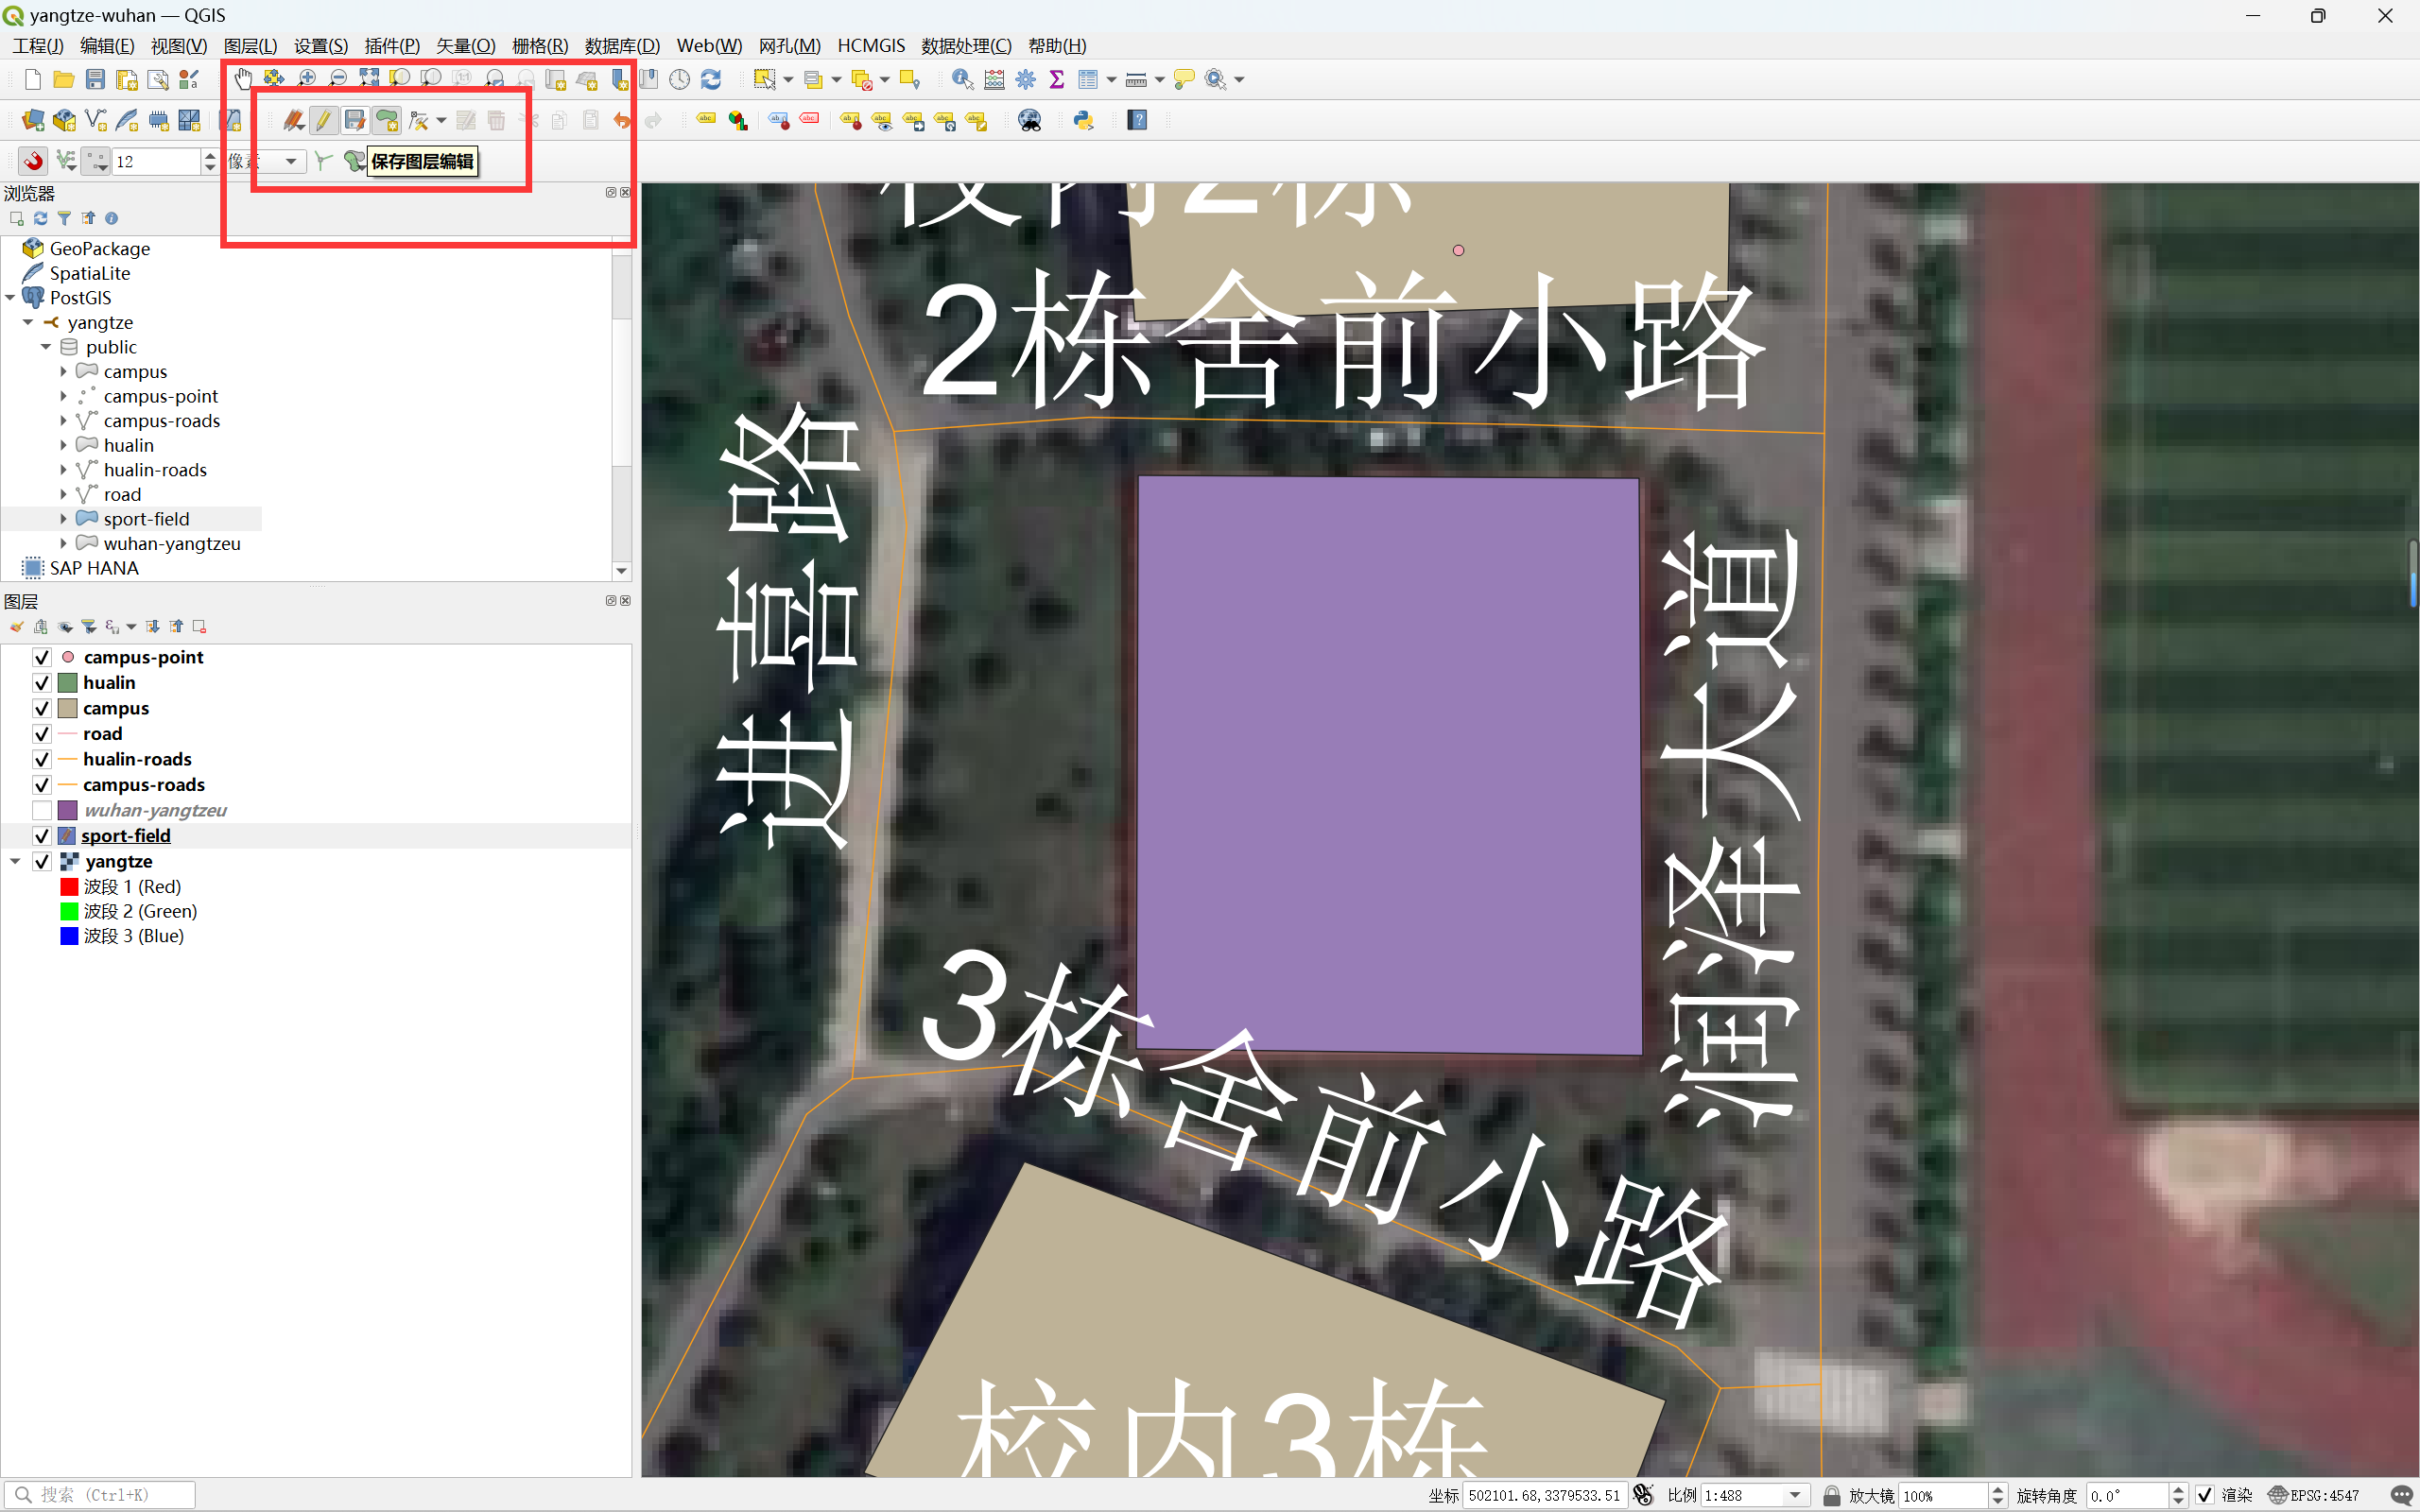 yangtze-wuhan — QGIS
工程(J) 编辑(E) 视图(V) 图层(L) 设置(S) 插件(P) 矢量(O) 栅格(R) 数据库(D) Web(W) 网孔(M) HCMGIS 数据处理(C) 帮助(H)
12
像素
保存图层编辑
浏览器
GeoPackage
SpatiaLite
PostGIS
yangtze
public
campus
campus-point
campus-roads
hualin
hualin-roads
road
sport-field
wuhan-yangtzeu
SAP HANA
图层
campus-point
hualin
campus
road
hualin-roads
campus-roads
wuhan-yangtzeu
sport-field
yangtze
波段 1 (Red)
波段 2 (Green)
波段 3 (Blue)
校内2栋
2栋舍前小路
进喜路
润泽大道
3栋舍前小路
校内3栋
搜索 (Ctrl+K)
坐标 502101.68,3379533.51 比例 1:488 放大镜 100% 旋转角度 0.0° 渲染 EPSG:4547